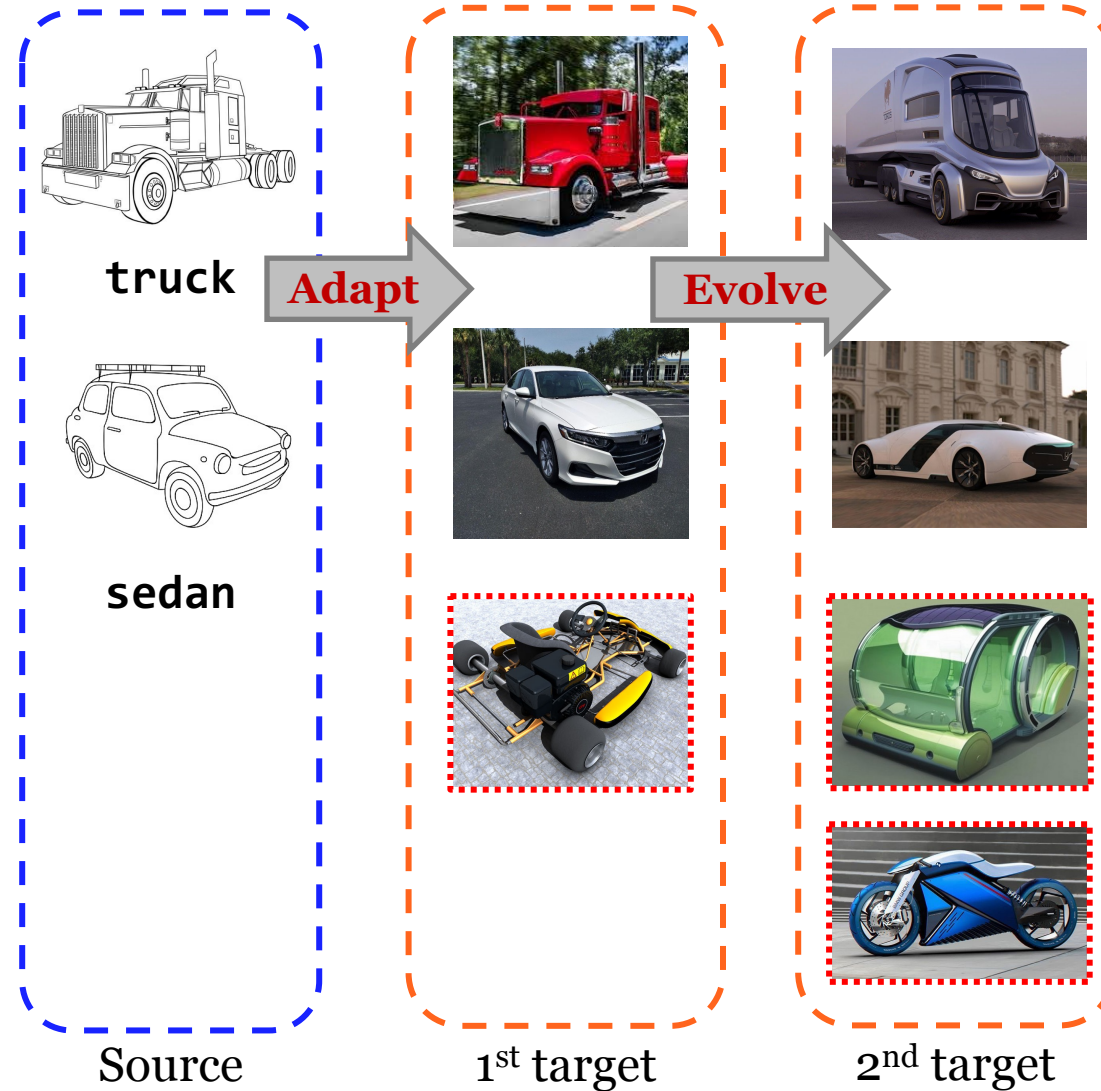 truck
Adapt
Evolve
sedan
Source
1st target
2nd target